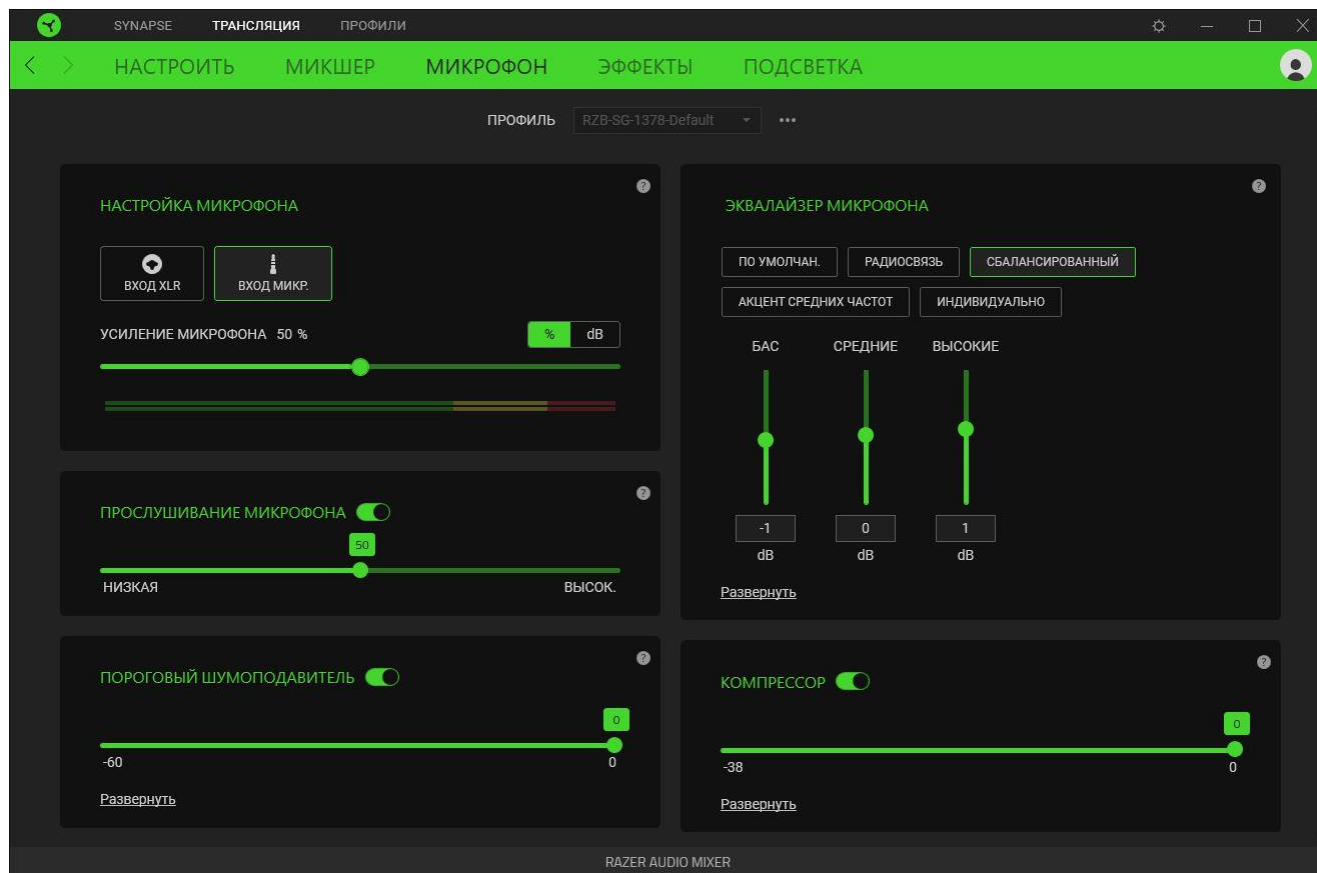 SYNAPSE ТРАНСЛЯЦИЯ ПРОФИЛИ
НАСТРОИТЬ МИКШЕР МИКРОФОН ЭФФЕКТЫ ПОДСВЕТКА
ПРОФИЛЬ RZB-SG-1378-Default
НАСТРОЙКА МИКРОФОНА
ВХОД XLR ВХОД МИКР.
УСИЛЕНИЕ МИКРОФОНА 50 % % dB
ПРОСЛУШИВАНИЕ МИКРОФОНА
50
НИЗКАЯ ВЫСОК.
ПОРОГОВЫЙ ШУМОПОДАВИТЕЛЬ
0
-60 0
Развернуть
ЭКВАЛАЙЗЕР МИКРОФОНА
ПО УМОЛЧАН. РАДИОСВЯЗЬ СБАЛАНСИРОВАННЫЙ
АКЦЕНТ СРЕДНИХ ЧАСТОТ ИНДИВИДУАЛЬНО
БАС СРЕДНИЕ ВЫСОКИЕ
-1 0 1
dB dB dB
Развернуть
КОМПРЕССОР
0
-38 0
Развернуть
RAZER AUDIO MIXER